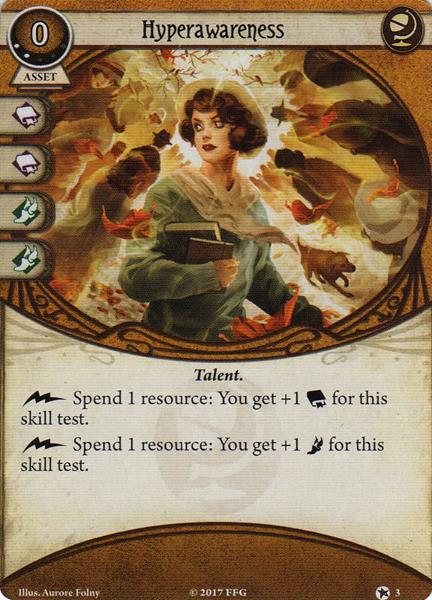 0
Hyperawareness
ASSET
Talent.
Spend 1 resource: You get +1 for this
skill test.
Spend 1 resource: You get +1 for this
skill test.
Illus. Aurore Folny
© 2017 FFG
3